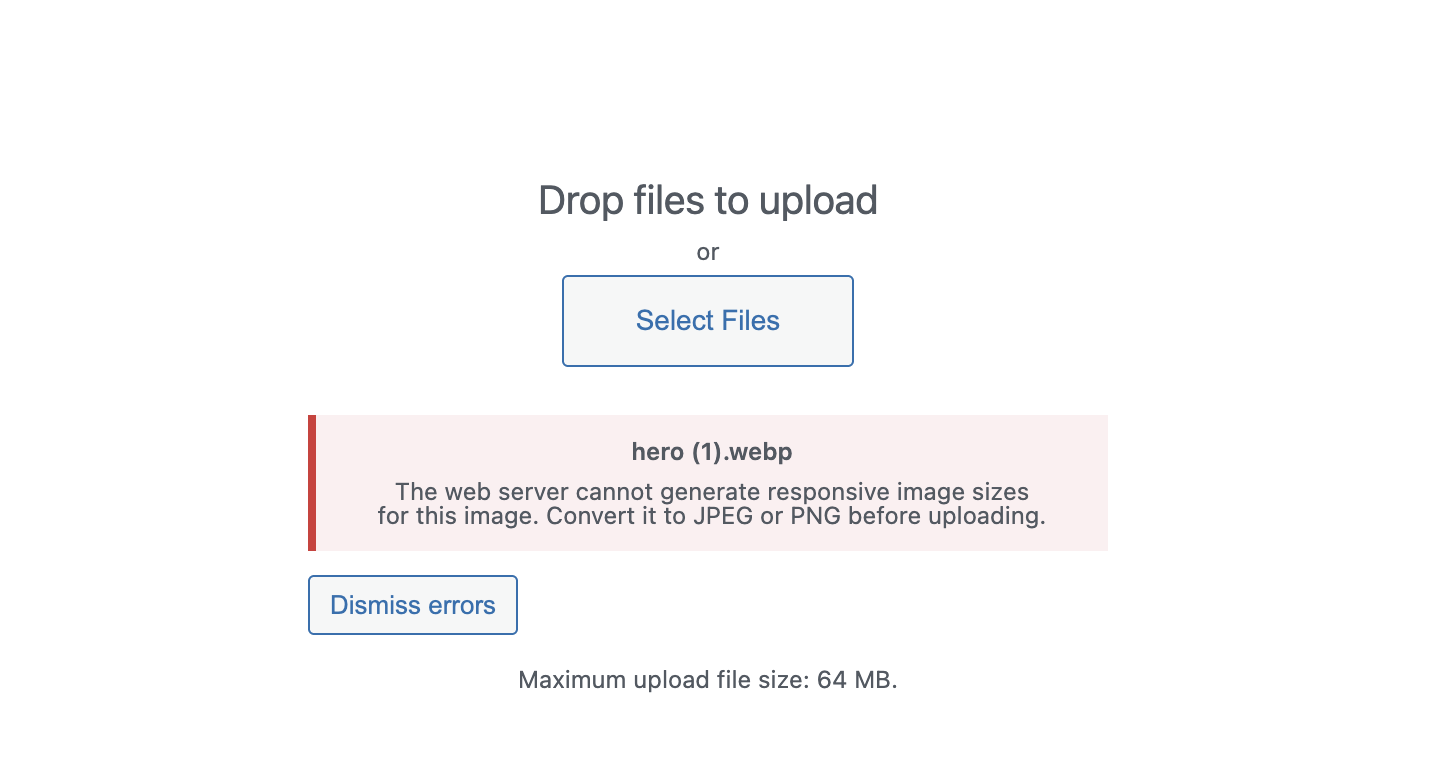 Drop files to upload
or
Select Files
hero (1).webp
The web server cannot generate responsive image sizes
for this image. Convert it to JPEG or PNG before uploading.
Dismiss errors
Maximum upload file size: 64 MB.